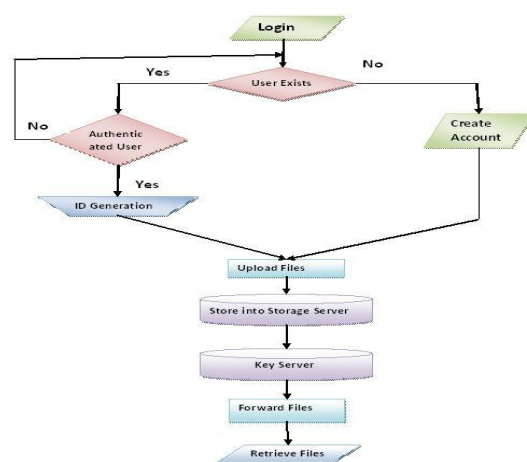 Login
Yes
No
User Exists
No
Authentic
ated User
Create
Account
Yes
ID Generation
Upload Files
Store into Storage Server
Key Server
Forward Files
Retrieve Files